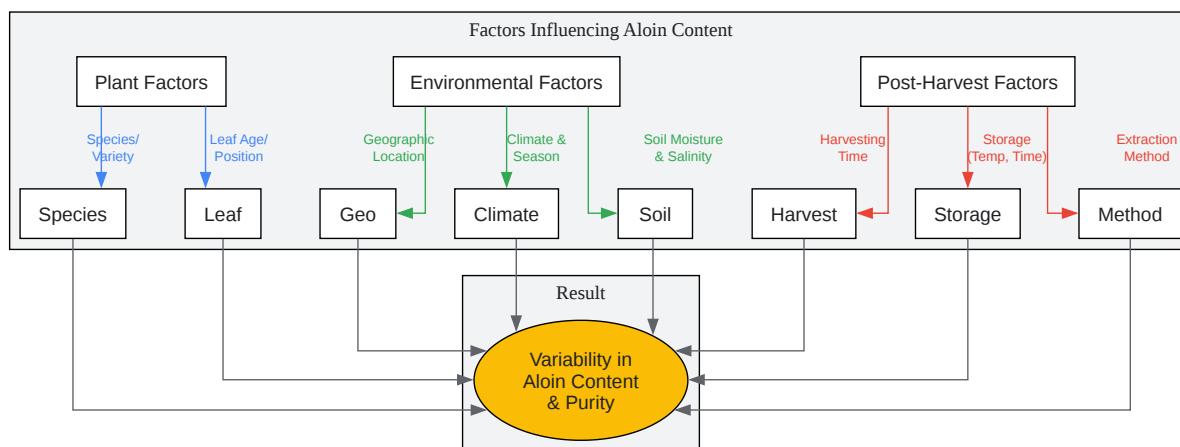 Factors Influencing Aloin Content
Plant Factors
Environmental Factors
Post-Harvest Factors
Species/
Variety
Leaf Age/
Position
Geographic
Location
Climate &
Season
Soil Moisture
& Salinity
Harvesting
Time
Storage
(Temp, Time)
Extraction
Method
Species
Leaf
Geo
Climate
Soil
Harvest
Storage
Method
Result
Variability in
Aloin Content
& Purity